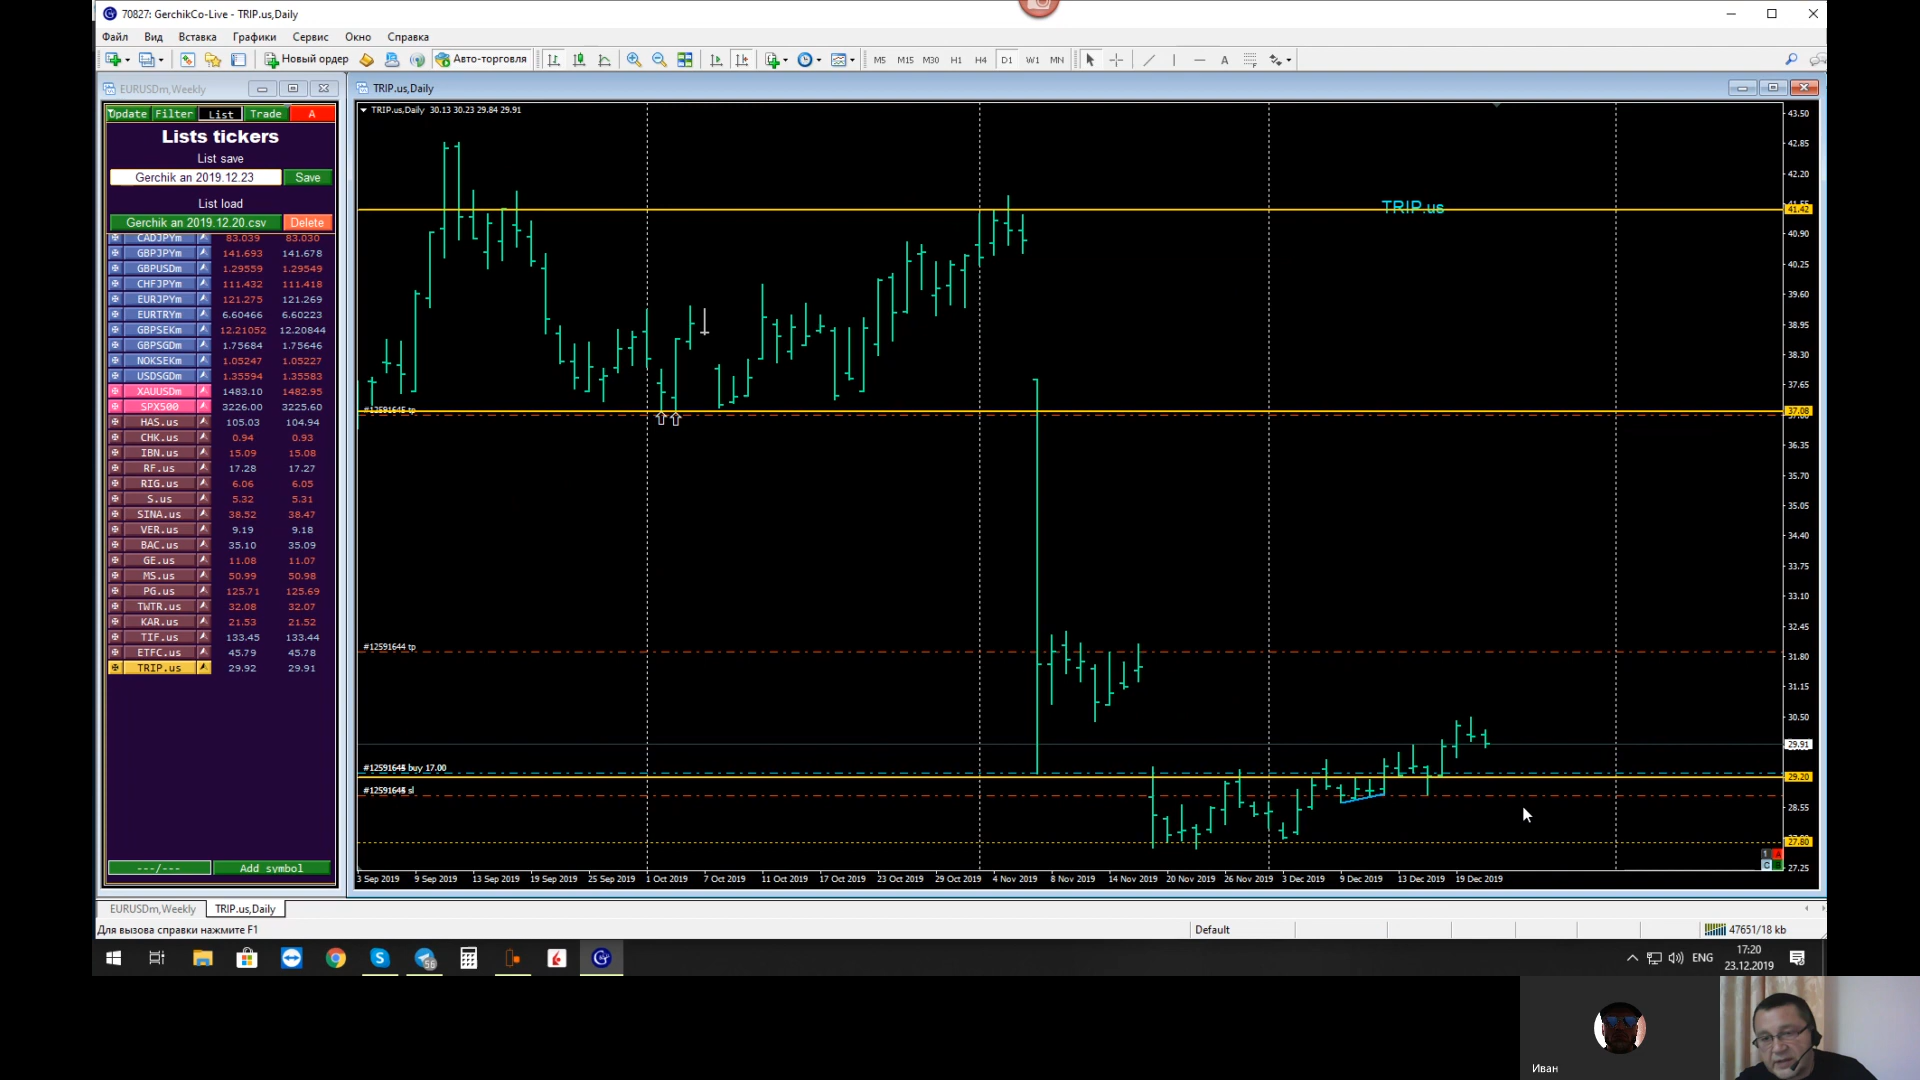 70827: GerchikCo-Live - TRIP.us,Daily
Файл Вид Вставка Графики Сервис Окно Справка
Новый ордер Авто-торговля M5 M15 M30 H1 H4 D1 W1 MN
EURUSDm,Weekly
TRIP.us,Daily
Update Filter List Trade A
Lists tickers
List save
Gerchik an 2019.12.23 Save
List load
Gerchik an 2019.12.20.csv Delete
CADJPYm 83.039 83.030
GBPJPYm 141.693 141.678
GBPUSDm 1.29559 1.29549
CHFJPYm 111.432 111.418
EURJPYm 121.275 121.269
EURTRYm 6.60466 6.60223
GBPSEKm 12.21052 12.20844
GBPSGDm 1.75684 1.75646
NOKSEKm 1.05247 1.05227
USDSGDm 1.35594 1.35583
XAUUSDm 1483.10 1482.95
SPX500 3226.00 3225.60
HAS.us 105.03 104.94
CHK.us 0.94 0.93
IBN.us 15.09 15.08
RF.us 17.28 17.27
RIG.us 6.06 6.05
S.us 5.32 5.31
SINA.us 38.52 38.47
VER.us 9.19 9.18
BAC.us 35.10 35.09
GE.us 11.08 11.07
MS.us 50.99 50.98
PG.us 125.71 125.69
TWTR.us 32.08 32.07
KAR.us 21.53 21.52
TIF.us 133.45 133.44
ETFC.us 45.79 45.78
TRIP.us 29.92 29.91
---/--- Add symbol
TRIP.us,Daily 30.13 30.23 29.84 29.91
TRIP.us
#12591645 tp
#12591644 tp
buy 17.00
sl
43.50
42.85
42.20
41.42
40.90
40.25
39.60
38.95
38.30
37.65
37.08
36.35
35.70
35.05
34.40
33.75
33.10
32.45
31.80
31.15
30.50
29.91
29.20
28.55
27.80
27.25
3 Sep 2019 9 Sep 2019 13 Sep 2019 19 Sep 2019 25 Sep 2019 1 Oct 2019 7 Oct 2019 11 Oct 2019 17 Oct 2019 23 Oct 2019 29 Oct 2019 4 Nov 2019 8 Nov 2019 14 Nov 2019 20 Nov 2019 26 Nov 2019 3 Dec 2019 9 Dec 2019 13 Dec 2019 19 Dec 2019
EURUSDm,Weekly TRIP.us,Daily
Для вызова справки нажмите F1
Default
47651/18 kb
56
ENG
17:20
23.12.2019
Иван